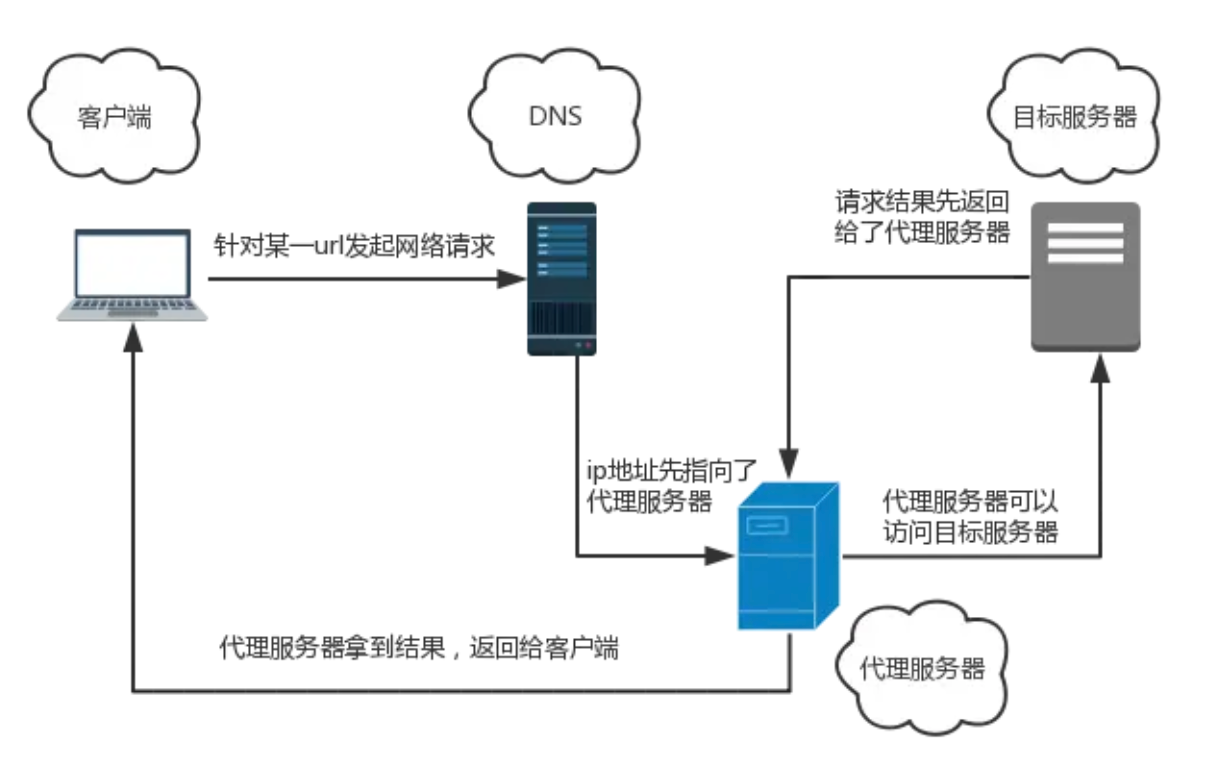 客户端
DNS
目标服务器
请求结果先返回
给了代理服务器
针对某一url发起网络请求
ip地址先指向了
代理服务器
代理服务器可以
访问目标服务器
代理服务器拿到结果，返回给客户端
代理服务器